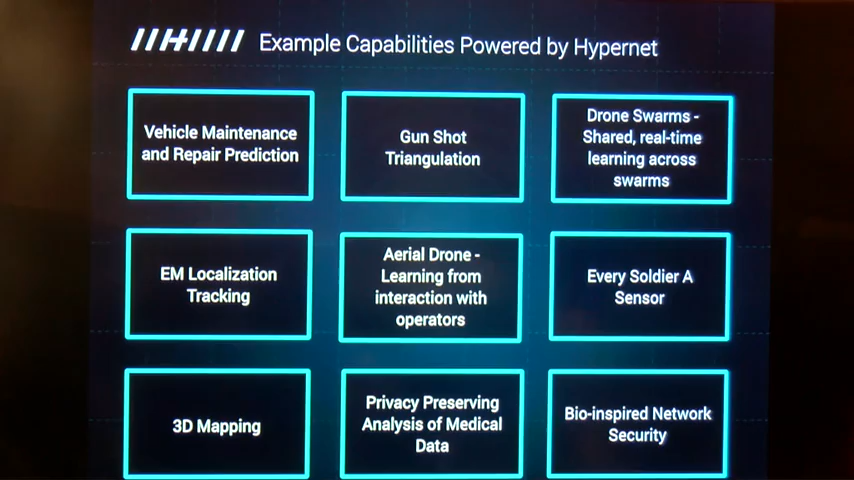 Example Capabilities Powered by Hypernet
Vehicle Maintenance
and Repair Prediction
Gun Shot
Triangulation
Drone Swarms -
Shared, real-time
learning across
swarms
EM Localization
Tracking
Aerial Drone -
Learning from
interaction with
operators
Every Soldier A
Sensor
3D Mapping
Privacy Preserving
Analysis of Medical
Data
Bio-inspired Network
Security